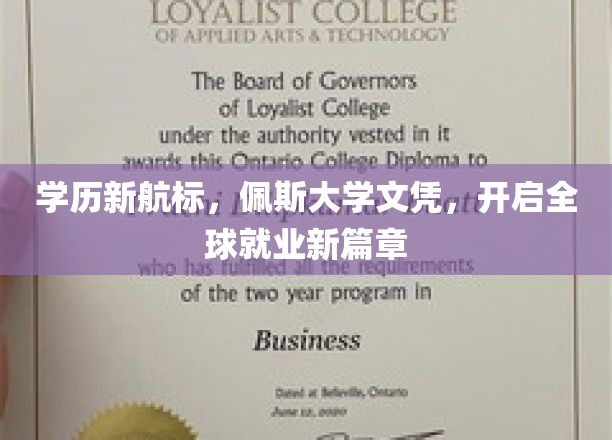 LOYALIST COLLEGE
OF APPLIED ARTS & TECHNOLOGY
The Board of Governors
of Loyalist College
under the authority vested in it
awards this Ontario College Diploma to
学历新航标，佩斯大学文凭，开启全
球就业新篇章
who has fulfilled all the requirements
of the two year program in
Business
Dated at Belleville, Ontario
June 12, 2020